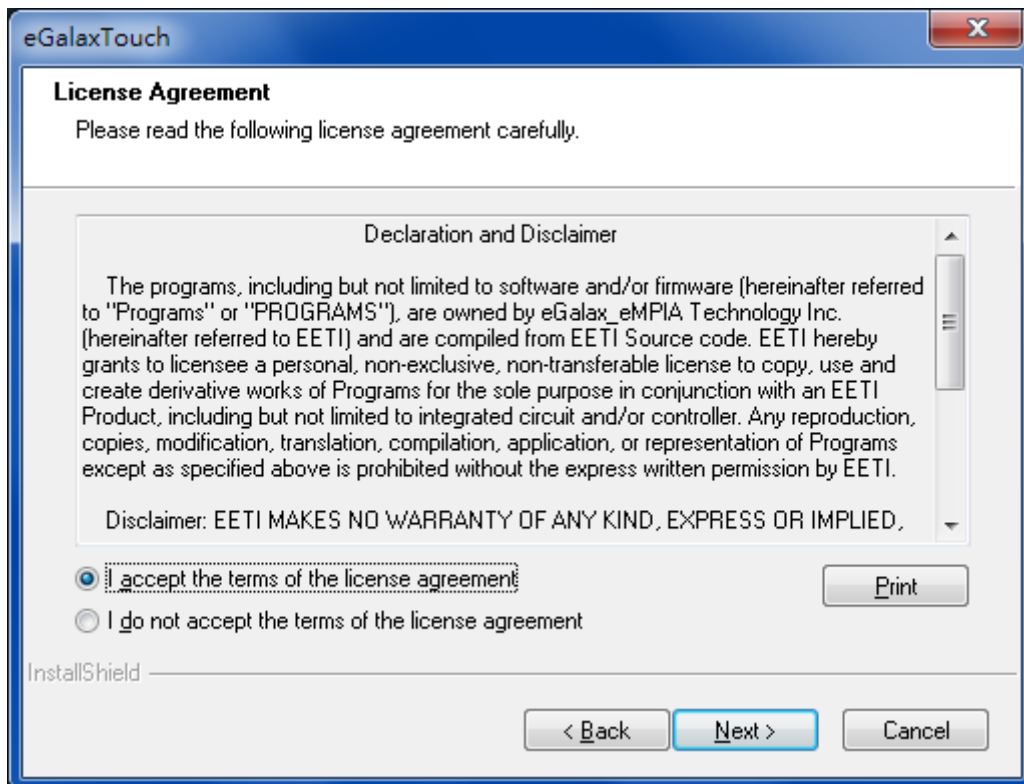 eGalaxTouch
License Agreement
Please read the following license agreement carefully.
Declaration and Disclaimer
The programs, including but not limited to software and/or firmware (hereinafter referred
to "Programs" or "PROGRAMS"), are owned by eGalax_eMPIA Technology Inc.
(hereinafter referred to EETI) and are compiled from EETI Source code. EETI hereby
grants to licensee a personal, non-exclusive, non-transferable license to copy, use and
create derivative works of Programs for the sole purpose in conjunction with an EETI
Product, including but not limited to integrated circuit and/or controller. Any reproduction,
copies, modification, translation, compilation, application, or representation of Programs
except as specified above is prohibited without the express written permission by EETI.
Disclaimer: EETI MAKES NO WARRANTY OF ANY KIND, EXPRESS OR IMPLIED,
I accept the terms of the license agreement
Print
I do not accept the terms of the license agreement
InstallShield
< Back
Next >
Cancel